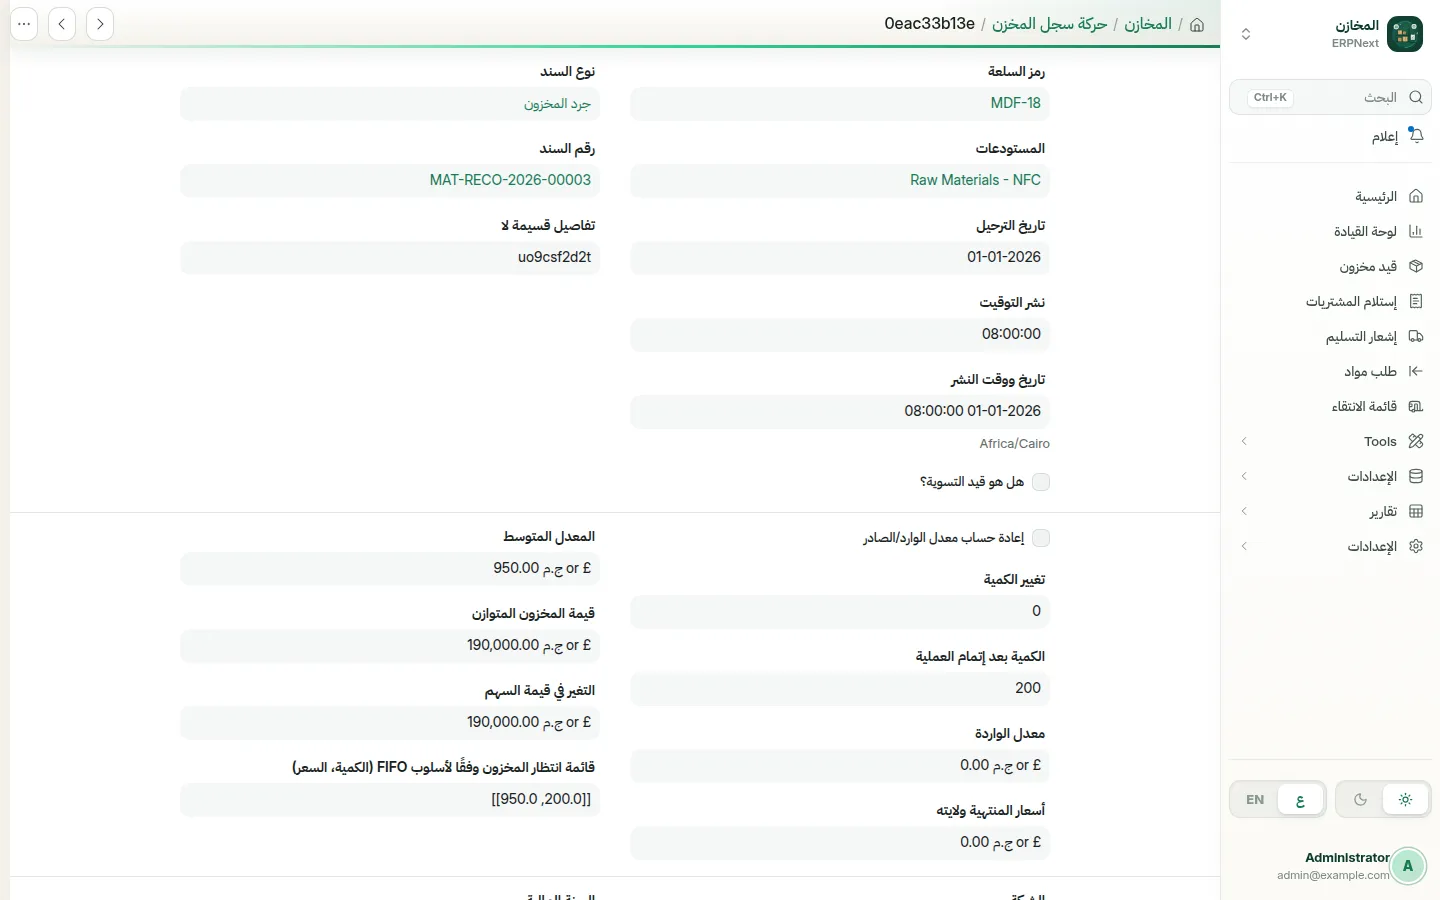 المخازن / حركة سجل المخزن / 0eac33b13e
المخازن
ERPNext
البحث
Ctrl+K
إعلام
الرئيسية
لوحة القيادة
قيد مخزون
إستلام المشتريات
إشعار التسليم
طلب مواد
قائمة الانتقاء
Tools
الإعدادات
تقارير
الإعدادات
ع
EN
Administrator
admin@example.com
A
رمز السلعة
MDF-18
المستودعات
Raw Materials - NFC
تاريخ الترحيل
01-01-2026
نشر التوقيت
08:00:00
تاريخ ووقت النشر
01-01-2026 08:00:00
Africa/Cairo
هل هو قيد التسوية؟
نوع السند
جرد المخزون
رقم السند
MAT-RECO-2026-00003
تفاصيل قسيمة لا
uo9csf2d2t
إعادة حساب معدل الوارد/الصادر
تغيير الكمية
0
الكمية بعد إتمام العملية
200
معدل الواردة
£ or ج.م 0.00
أسعار المنتهية ولايته
£ or ج.م 0.00
المعدل المتوسط
£ or ج.م 950.00
قيمة المخزون المتوازن
£ or ج.م 190,000.00
التغير في قيمة السهم
£ or ج.م 190,000.00
قائمة انتظار المخزون وفقًا لأسلوب FIFO (الكمية، السعر)
[[200.0, 950.0]]